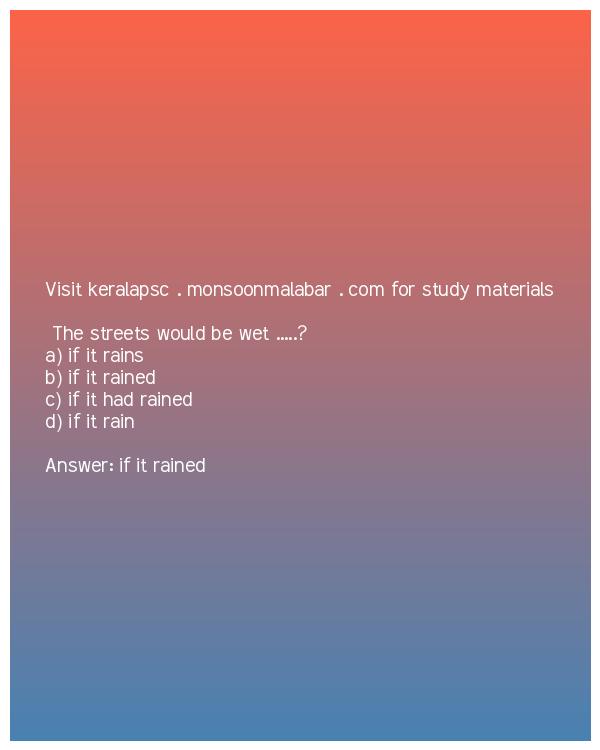 Visit keralapsc . monsoonmalabar . com for study materials
The streets would be wet .....?
a) if it rains
b) if it rained
c) if it had rained
d) if it rain
Answer: if it rained